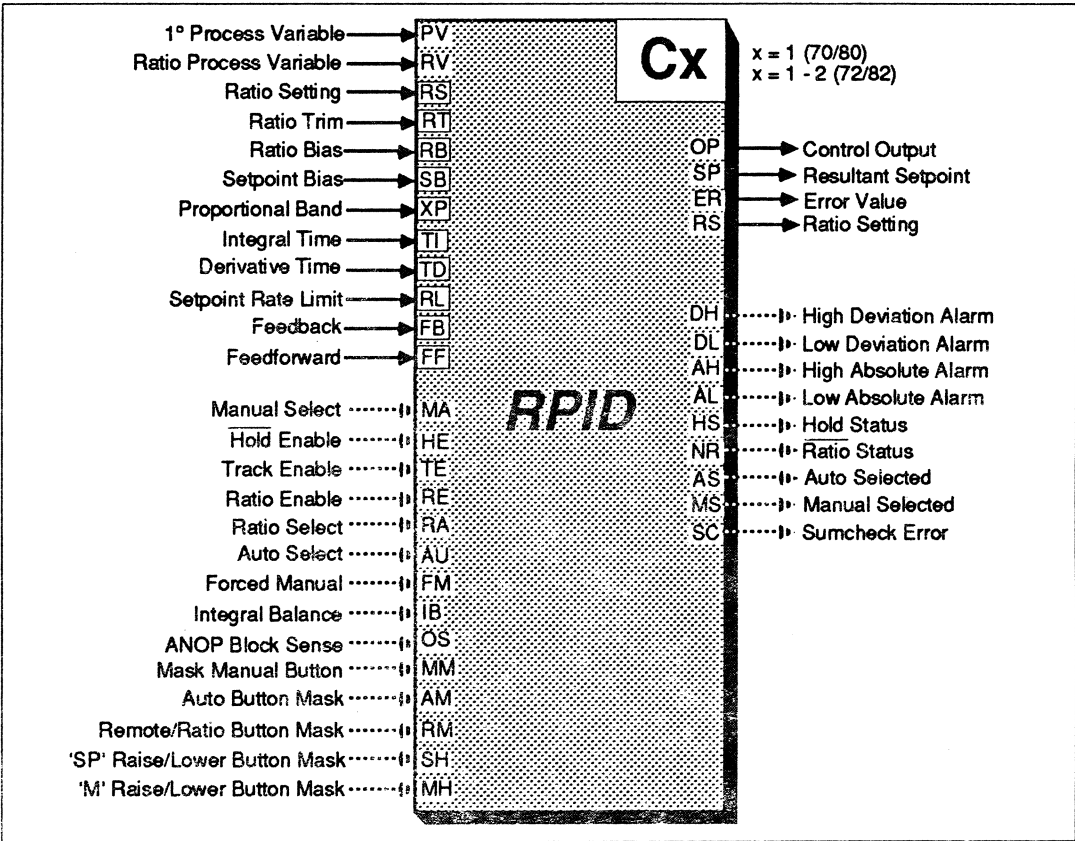 Cx
x = 1 (70/80)
x = 1 - 2 (72/82)
RPID
1º Process Variable PV
Ratio Process Variable RV
Ratio Setting RS
Ratio Trim RT
Ratio Bias RB
Setpoint Bias SB
Proportional Band XP
Integral Time TI
Derivative Time TD
Setpoint Rate Limit RL
Feedback FB
Feedforward FF
Manual Select MA
Hold Enable HE
Track Enable TE
Ratio Enable RE
Ratio Select RA
Auto Select AU
Forced Manual FM
Integral Balance IB
ANOP Block Sense OS
Mask Manual Button MM
Auto Button Mask AM
Remote/Ratio Button Mask RM
'SP' Raise/Lower Button Mask SH
'M' Raise/Lower Button Mask MH
OP Control Output
SP Resultant Setpoint
ER Error Value
RS Ratio Setting
DH High Deviation Alarm
DL Low Deviation Alarm
AH High Absolute Alarm
AL Low Absolute Alarm
HS Hold Status
NR Ratio Status
AS Auto Selected
MS Manual Selected
SC Sumcheck Error